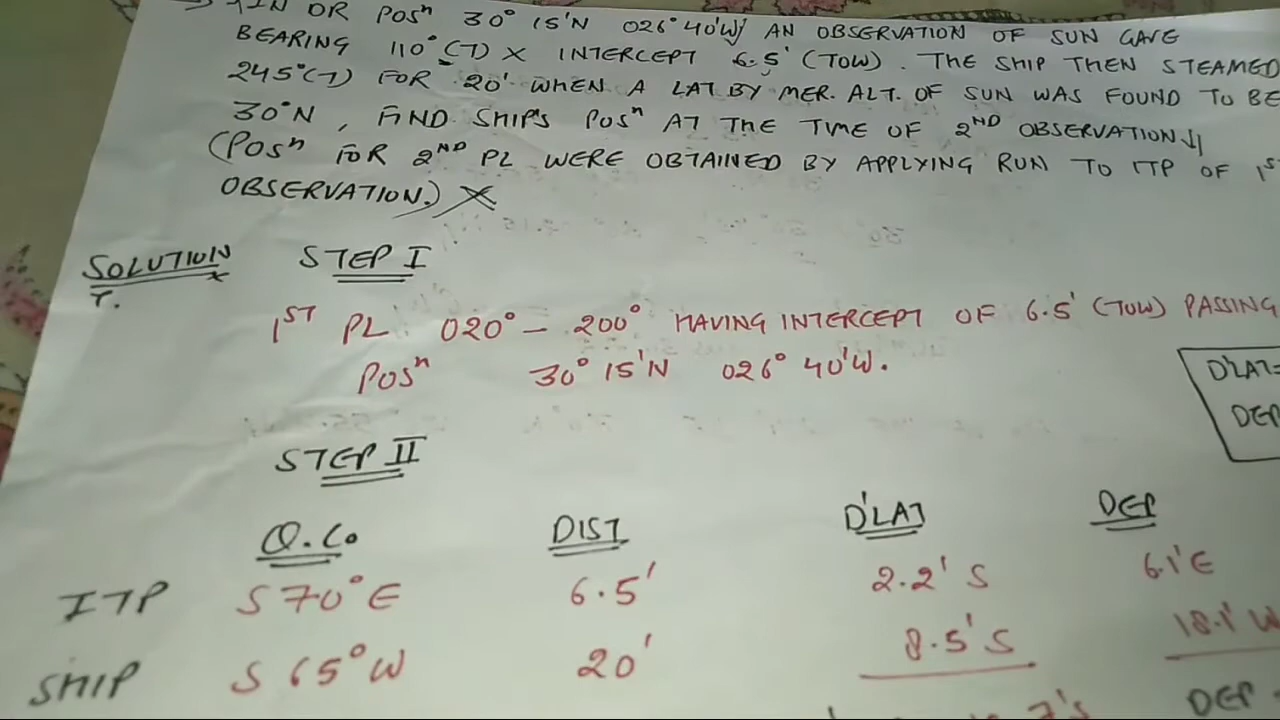 IN DR POSⁿ 30° 15'N 026° 40'W/ AN OBSERVATION OF SUN GAVE
BEARING 110° (T) X INTERCEPT 6.5' (TOW). THE SHIP THEN STEAMED
245°(T) FOR 20' WHEN A LAT BY MER. ALT. OF SUN WAS FOUND TO BE
30°N, FIND SHIP'S POSⁿ AT THE TME OF 2ND OBSERVATION
(POSⁿ FOR 2ND PL WERE OBTAINED BY APPLYING RUN TO ITP OF 1ST
OBSERVATION.)
SOLUTION STEP I
1ST PL 020° - 200° HAVING INTERCEPT OF 6.5' (TOW) PASSING
POSⁿ 30° 15'N 026° 40'W.
D'LAT=
DEP
STEP II
Q.Co DIST D'LAT DEP
ITP S 70° E 6.5' 2.2' S 6.1' E
SHIP S 65° W 20' 8.5' S 18.1' W
DEP